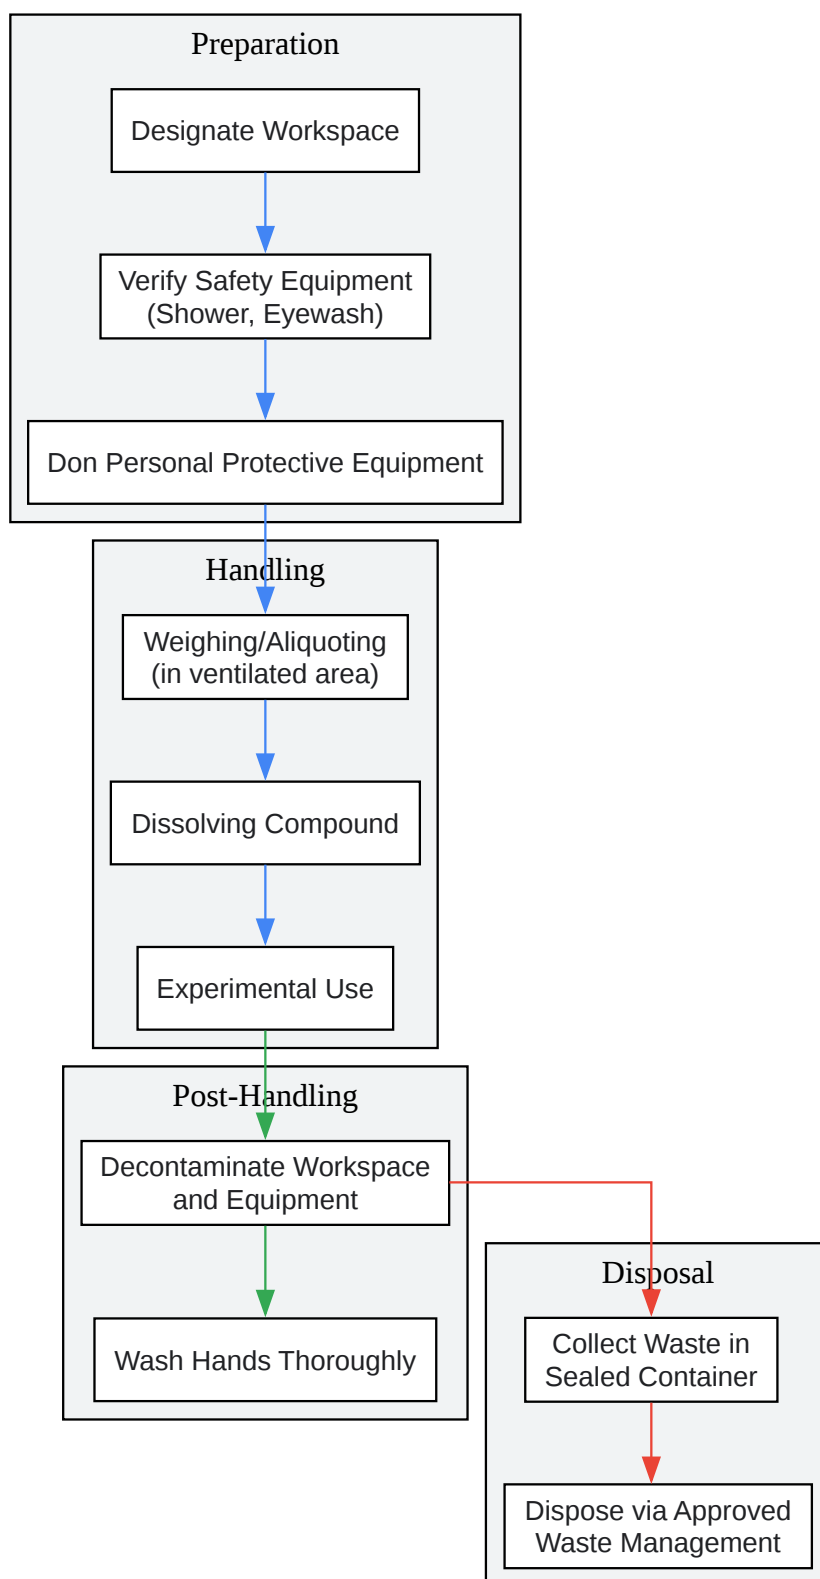 Preparation
Designate Workspace
Verify Safety Equipment
(Shower, Eyewash)
Don Personal Protective Equipment
Handling
Weighing/Aliquoting
(in ventilated area)
Dissolving Compound
Experimental Use
Post-Handling
Decontaminate Workspace
and Equipment
Wash Hands Thoroughly
Disposal
Collect Waste in
Sealed Container
Dispose via Approved
Waste Management